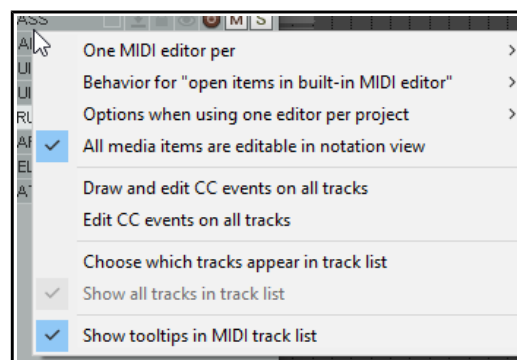 ASS M S
One MIDI editor per
Behavior for "open items in built-in MIDI editor"
Options when using one editor per project
All media items are editable in notation view
Draw and edit CC events on all tracks
Edit CC events on all tracks
Choose which tracks appear in track list
Show all tracks in track list
Show tooltips in MIDI track list